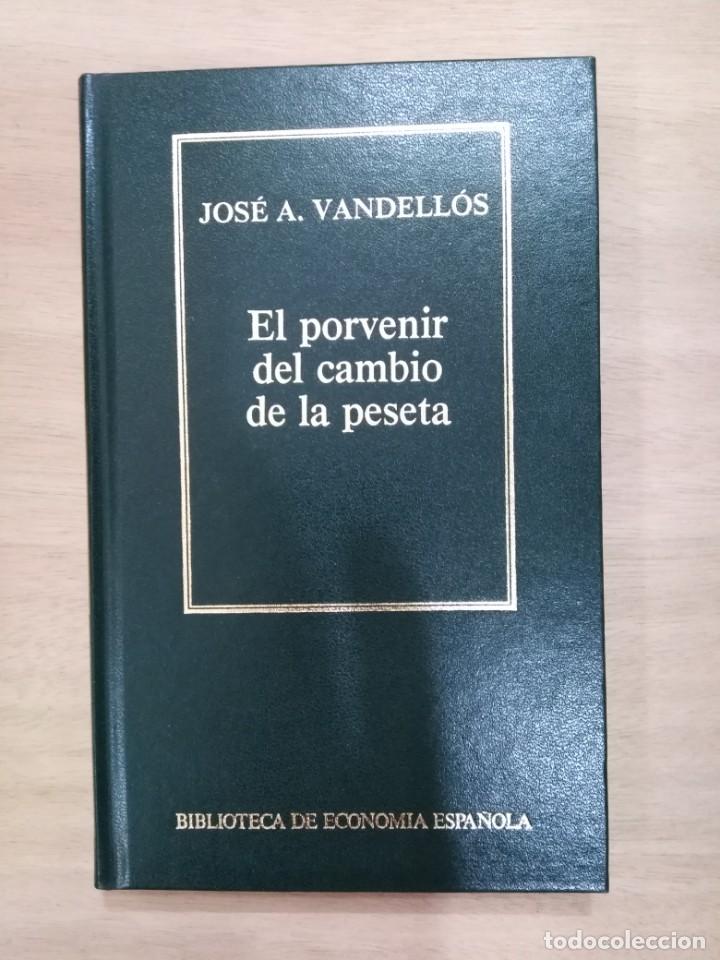 JOSÉ A. VANDELLÓS
El porvenir
del cambio
de la peseta
BIBLIOTECA DE ECONOMIA ESPAÑOLA
todocoleccion